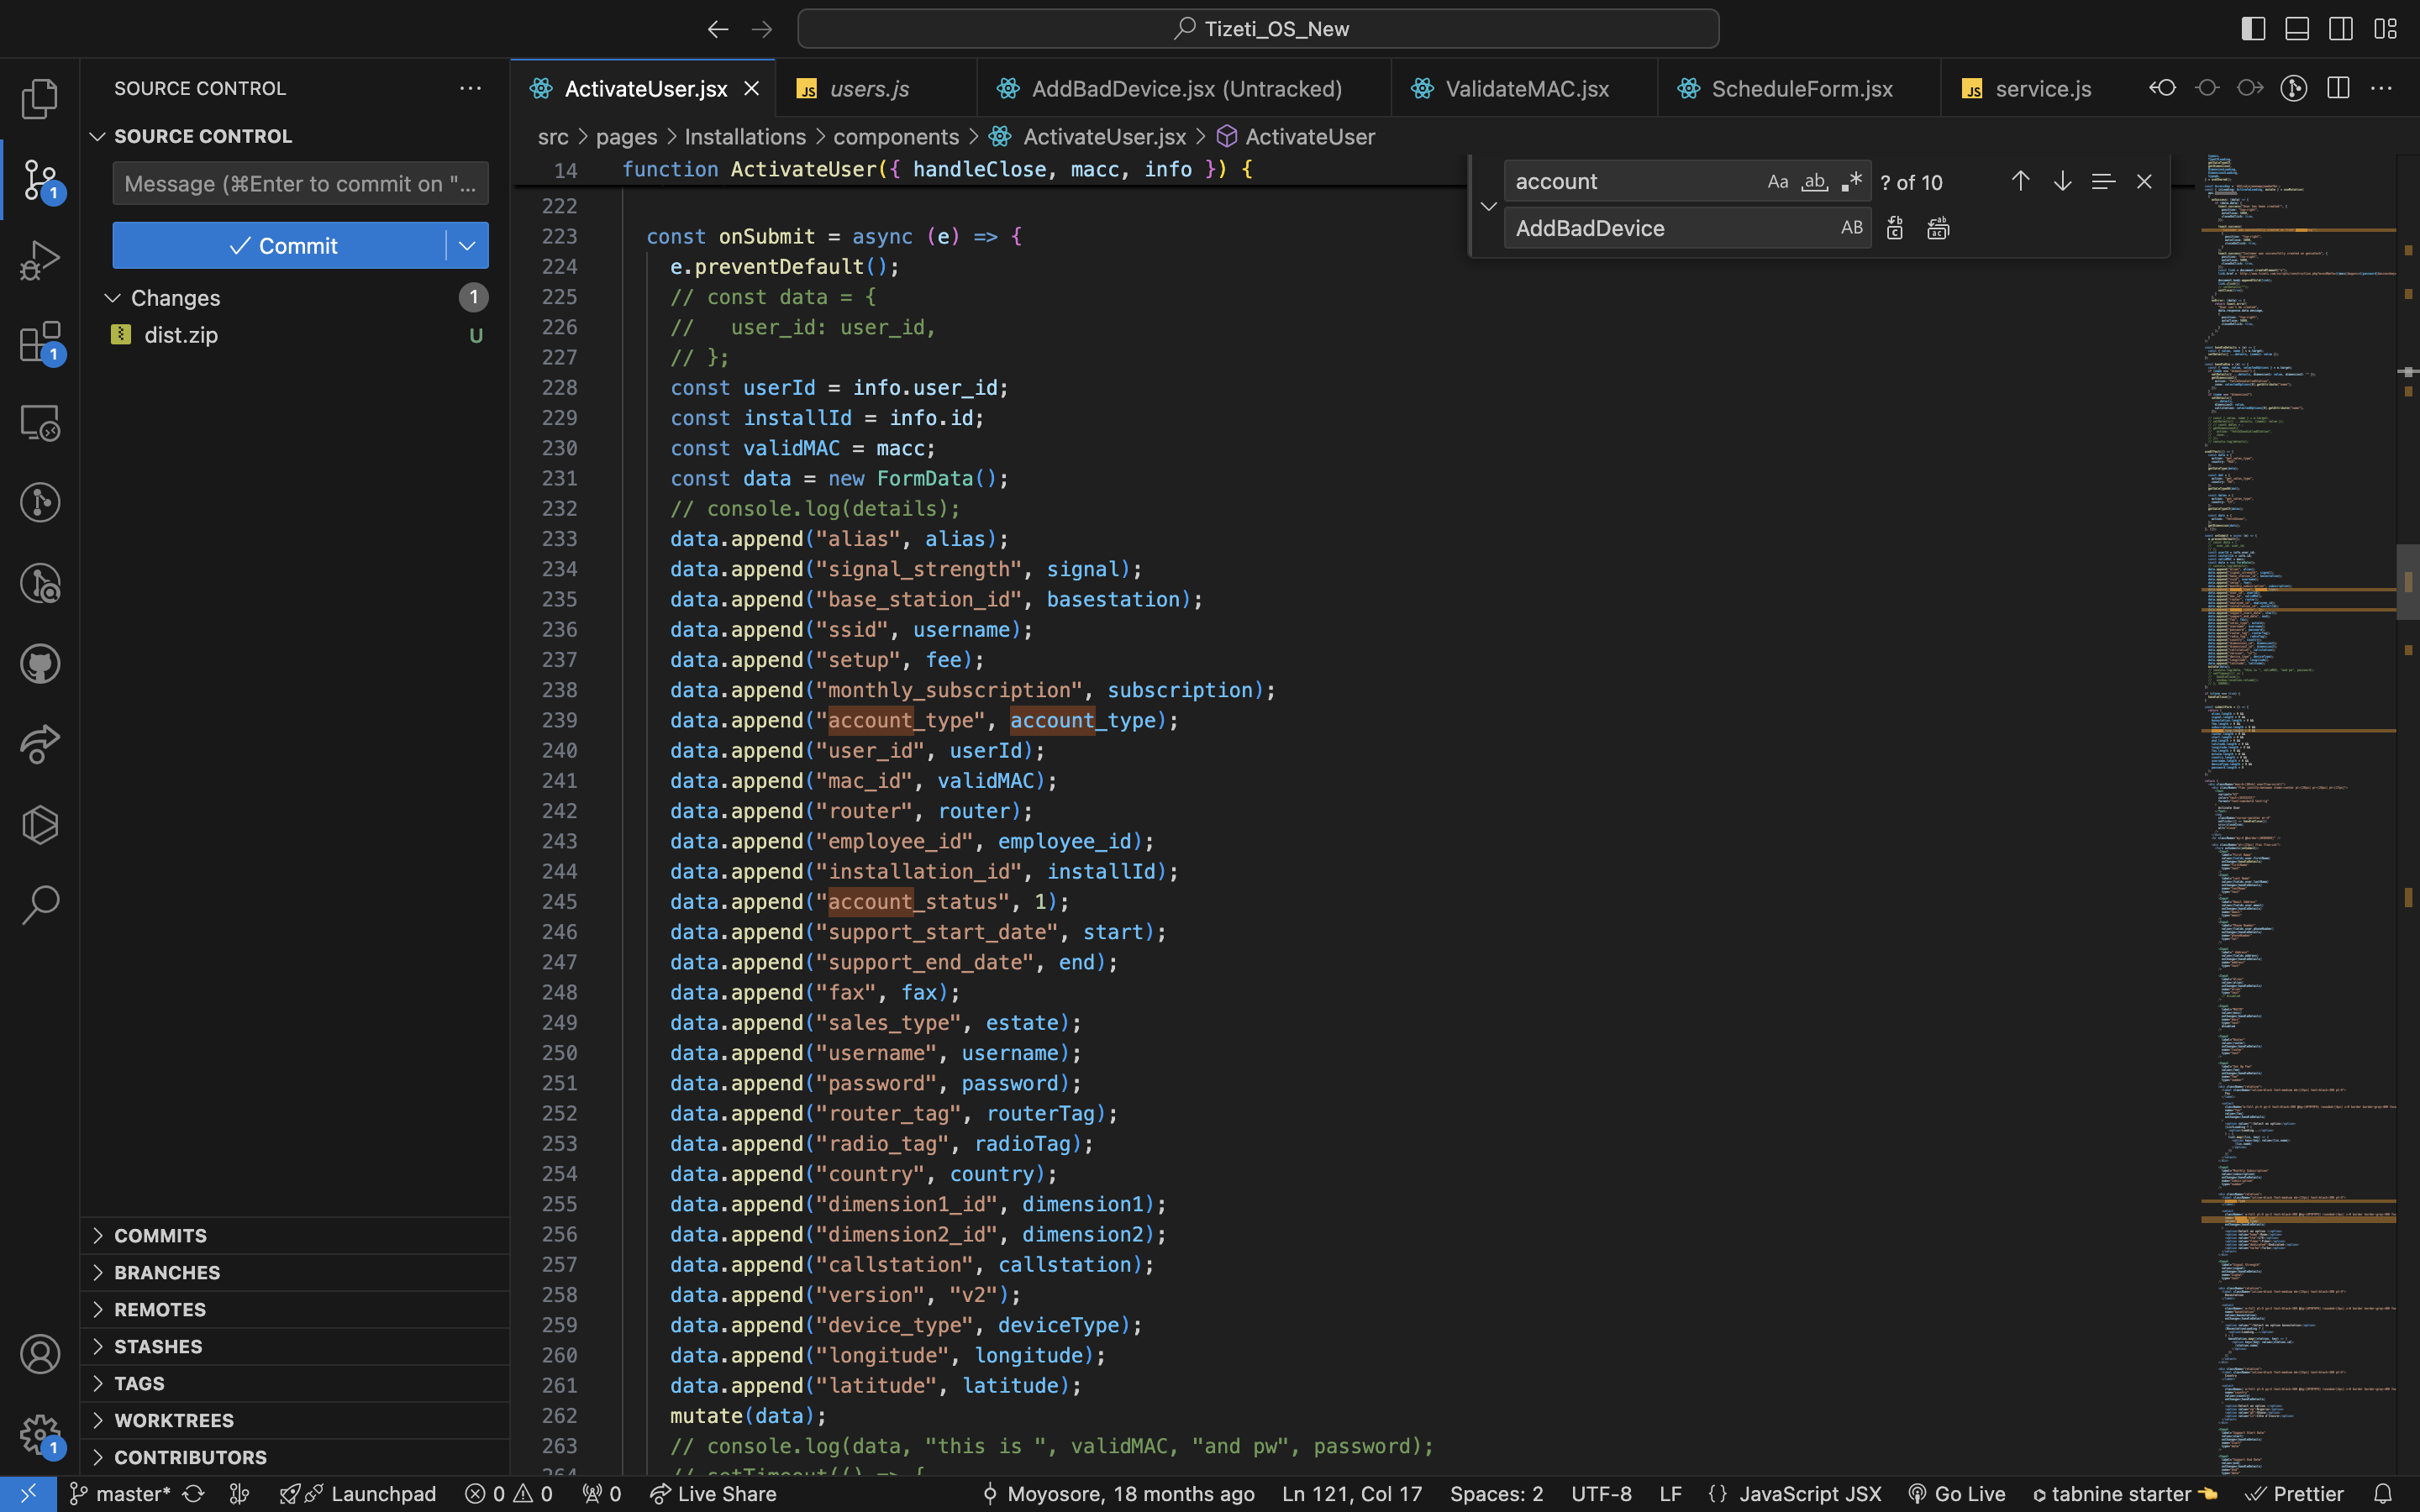 Tizeti_OS_New
SOURCE CONTROL
SOURCE CONTROL
Message (⌘Enter to commit on "...
Commit
Changes 1
dist.zip U
1
1
1
COMMITS
BRANCHES
REMOTES
STASHES
TAGS
WORKTREES
CONTRIBUTORS
ActivateUser.jsx
JS users.js
AddBadDevice.jsx (Untracked)
ValidateMAC.jsx
ScheduleForm.jsx
JS service.js
src > pages > Installations > components > ActivateUser.jsx > ActivateUser
account Aa ab .* ? of 10
AddBadDevice AB
14 function ActivateUser({ handleClose, macc, info }) {
222
223 const onSubmit = async (e) => {
224 e.preventDefault();
225 // const data = {
226 // user_id: user_id,
227 // };
228 const userId = info.user_id;
229 const installId = info.id;
230 const validMAC = macc;
231 const data = new FormData();
232 // console.log(details);
233 data.append("alias", alias);
234 data.append("signal_strength", signal);
235 data.append("base_station_id", basestation);
236 data.append("ssid", username);
237 data.append("setup", fee);
238 data.append("monthly_subscription", subscription);
239 data.append("account_type", account_type);
240 data.append("user_id", userId);
241 data.append("mac_id", validMAC);
242 data.append("router", router);
243 data.append("employee_id", employee_id);
244 data.append("installation_id", installId);
245 data.append("account_status", 1);
246 data.append("support_start_date", start);
247 data.append("support_end_date", end);
248 data.append("fax", fax);
249 data.append("sales_type", estate);
250 data.append("username", username);
251 data.append("password", password);
252 data.append("router_tag", routerTag);
253 data.append("radio_tag", radioTag);
254 data.append("country", country);
255 data.append("dimension1_id", dimension1);
256 data.append("dimension2_id", dimension2);
257 data.append("callstation", callstation);
258 data.append("version", "v2");
259 data.append("device_type", deviceType);
260 data.append("longitude", longitude);
261 data.append("latitude", latitude);
262 mutate(data);
263 // console.log(data, "this is ", validMAC, "and pw", password);
264 // setTimeout(() => {
master* Launchpad 0 0 0 Live Share Moyosore, 18 months ago Ln 121, Col 17 Spaces: 2 UTF-8 LF {} JavaScript JSX Go Live tabnine starter 👈 Prettier